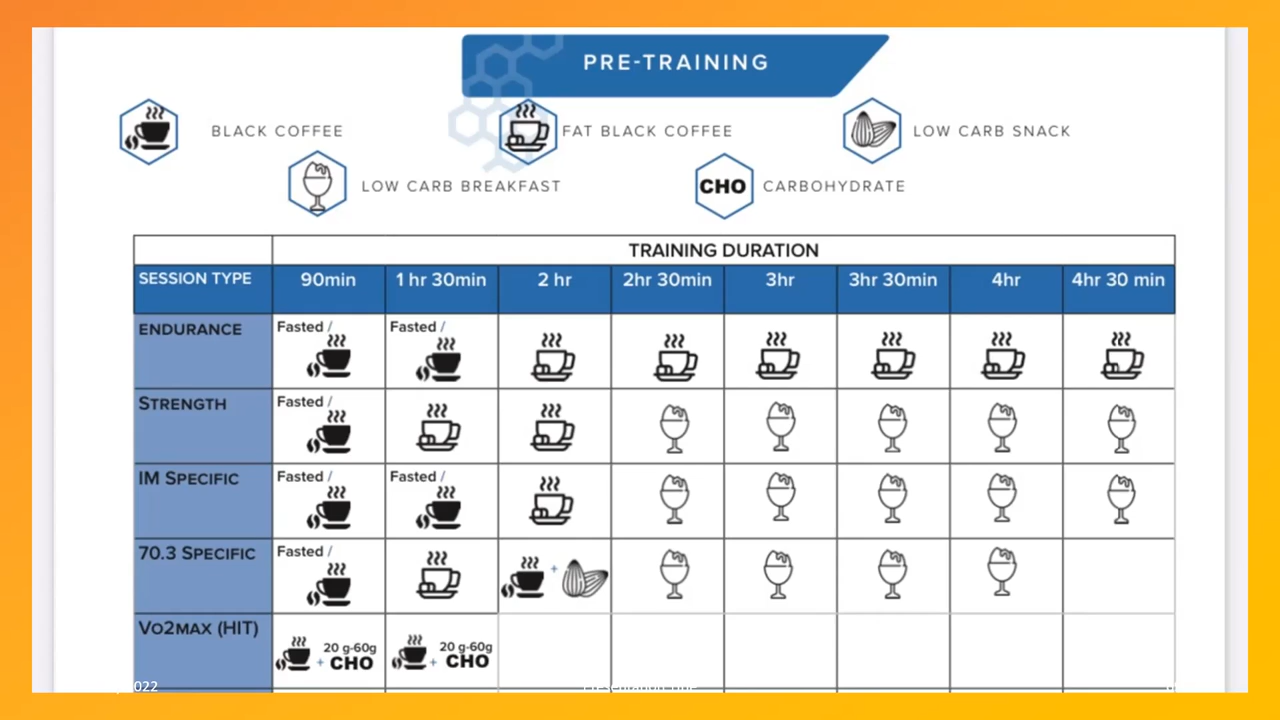 PRE-TRAINING
BLACK COFFEE FAT BLACK COFFEE LOW CARB SNACK
LOW CARB BREAKFAST CHO CARBOHYDRATE
TRAINING DURATION
SESSION TYPE 90min 1 hr 30min 2 hr 2hr 30min 3hr 3hr 30min 4hr 4hr 30 min
ENDURANCE Fasted / Fasted /
STRENGTH Fasted /
IM SPECIFIC Fasted / Fasted /
70.3 SPECIFIC Fasted / +
VO2MAX (HIT) + 20 g-60g CHO + 20 g-60g CHO
2022